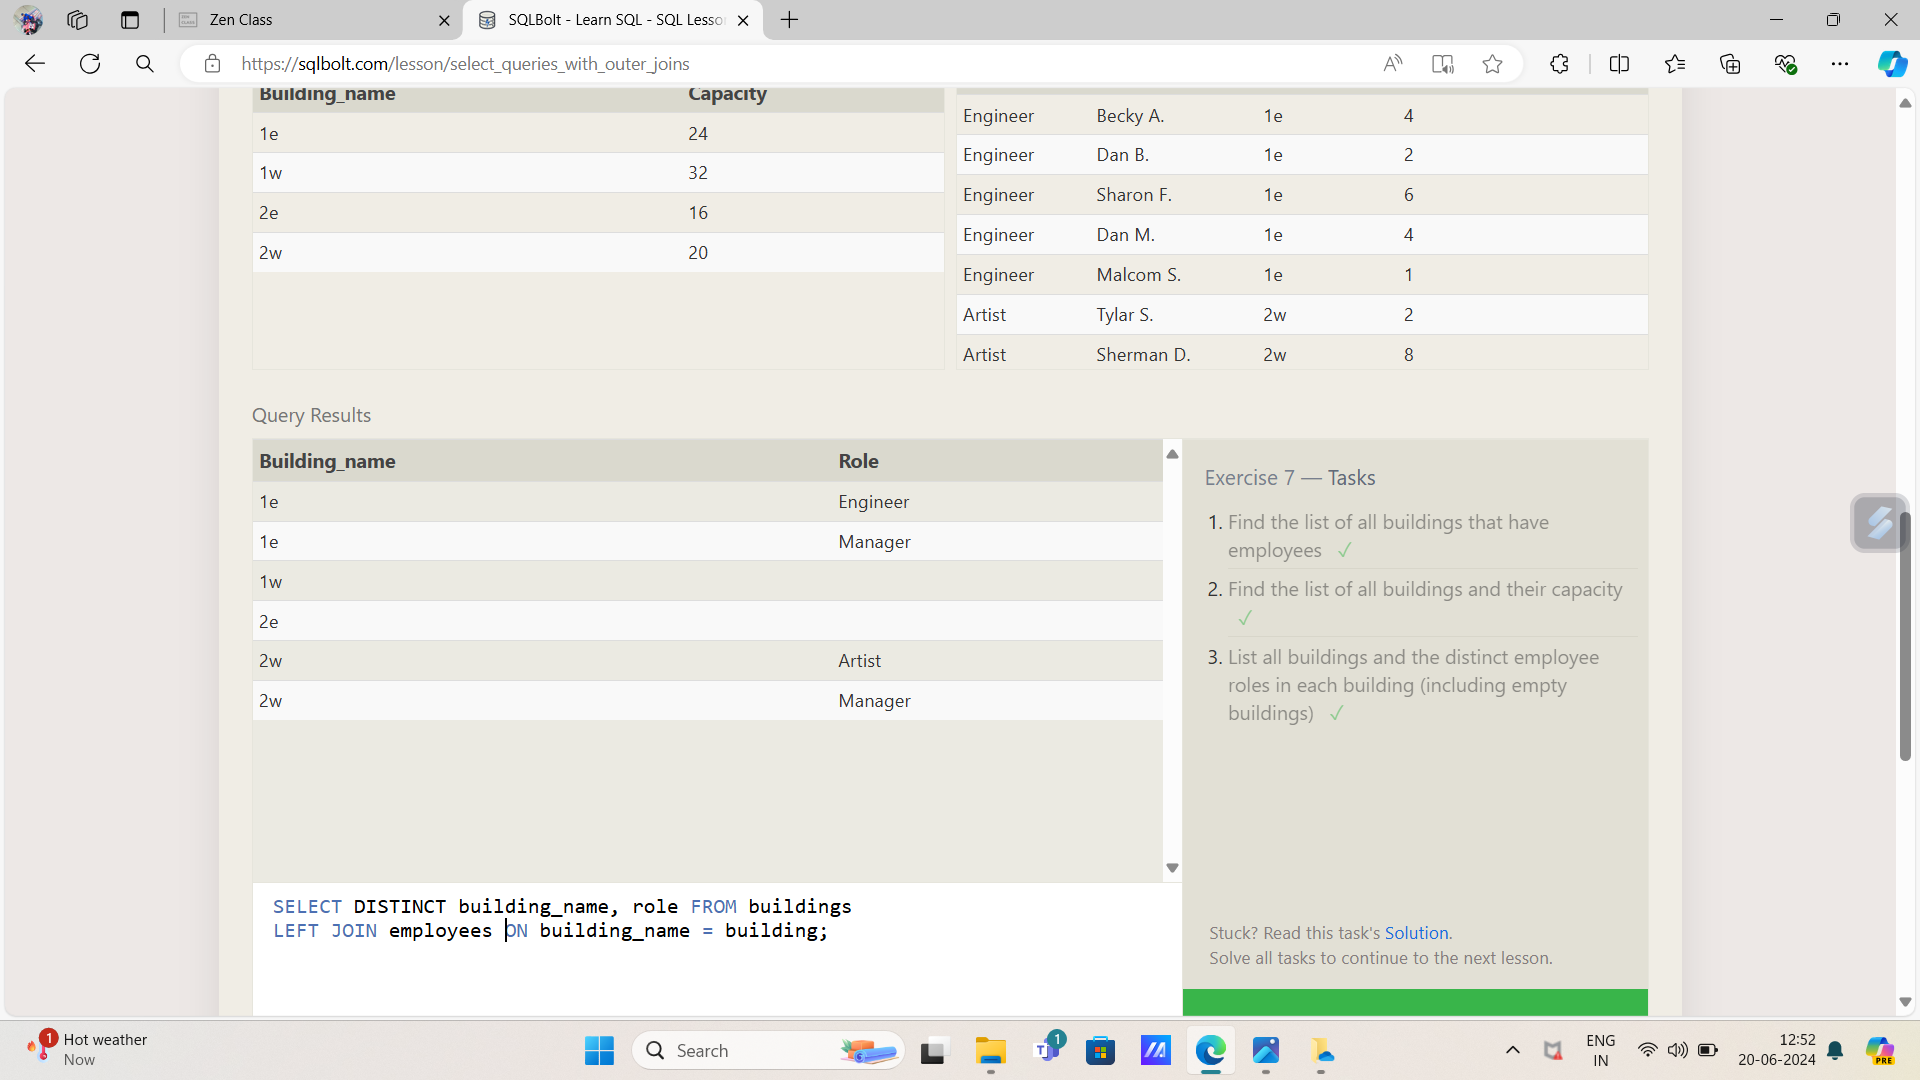 Zen Class
SQLBolt - Learn SQL - SQL Lesso
https://sqlbolt.com/lesson/select_queries_with_outer_joins
Building_name Capacity
1e 24
1w 32
2e 16
2w 20
Engineer Becky A. 1e 4
Engineer Dan B. 1e 2
Engineer Sharon F. 1e 6
Engineer Dan M. 1e 4
Engineer Malcom S. 1e 1
Artist Tylar S. 2w 2
Artist Sherman D. 2w 8
Query Results
Building_name Role
1e Engineer
1e Manager
1w
2e
2w Artist
2w Manager
Exercise 7 — Tasks
1. Find the list of all buildings that have
employees ✓
2. Find the list of all buildings and their capacity
✓
3. List all buildings and the distinct employee
roles in each building (including empty
buildings) ✓
SELECT DISTINCT building_name, role FROM buildings
LEFT JOIN employees ON building_name = building;
Stuck? Read this task's Solution.
Solve all tasks to continue to the next lesson.
1
Hot weather
Now
Search
1
ENG
IN
12:52
20-06-2024
PRE